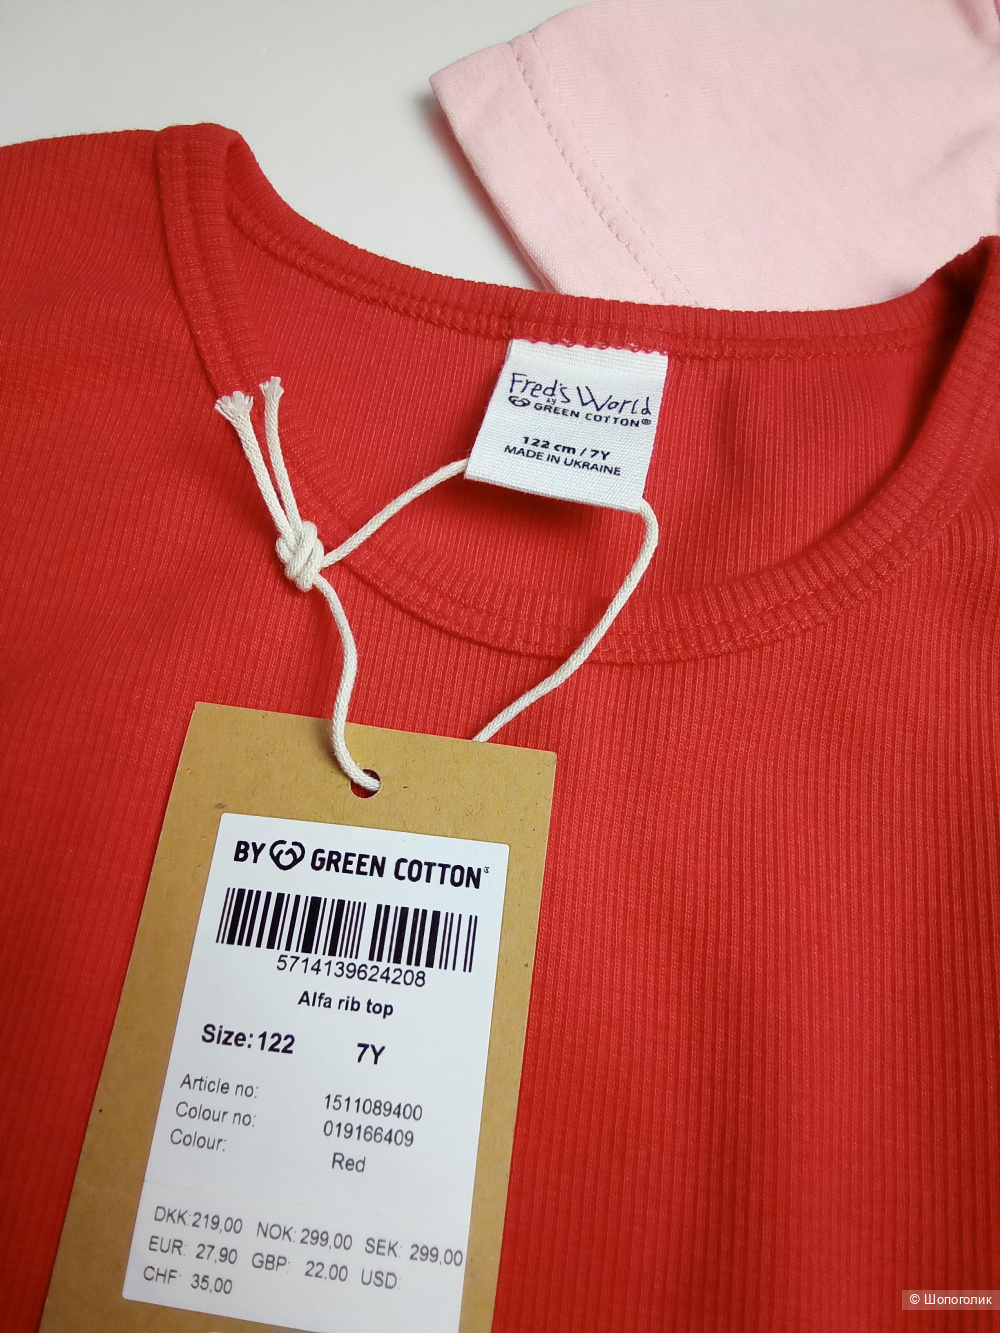 Fred's World
by
GREEN COTTON®
122 cm / 7Y
MADE IN UKRAINE
BY GREEN COTTON®
5714139624208
Alfa rib top
Size: 122 7Y
Article no: 1511089400
Colour no: 019166409
Colour: Red
DKK: 219,00 NOK: 299,00 SEK: 299,00
EUR: 27,90 GBP: 22,00 USD:
CHF: 35,00
© Шопоголик